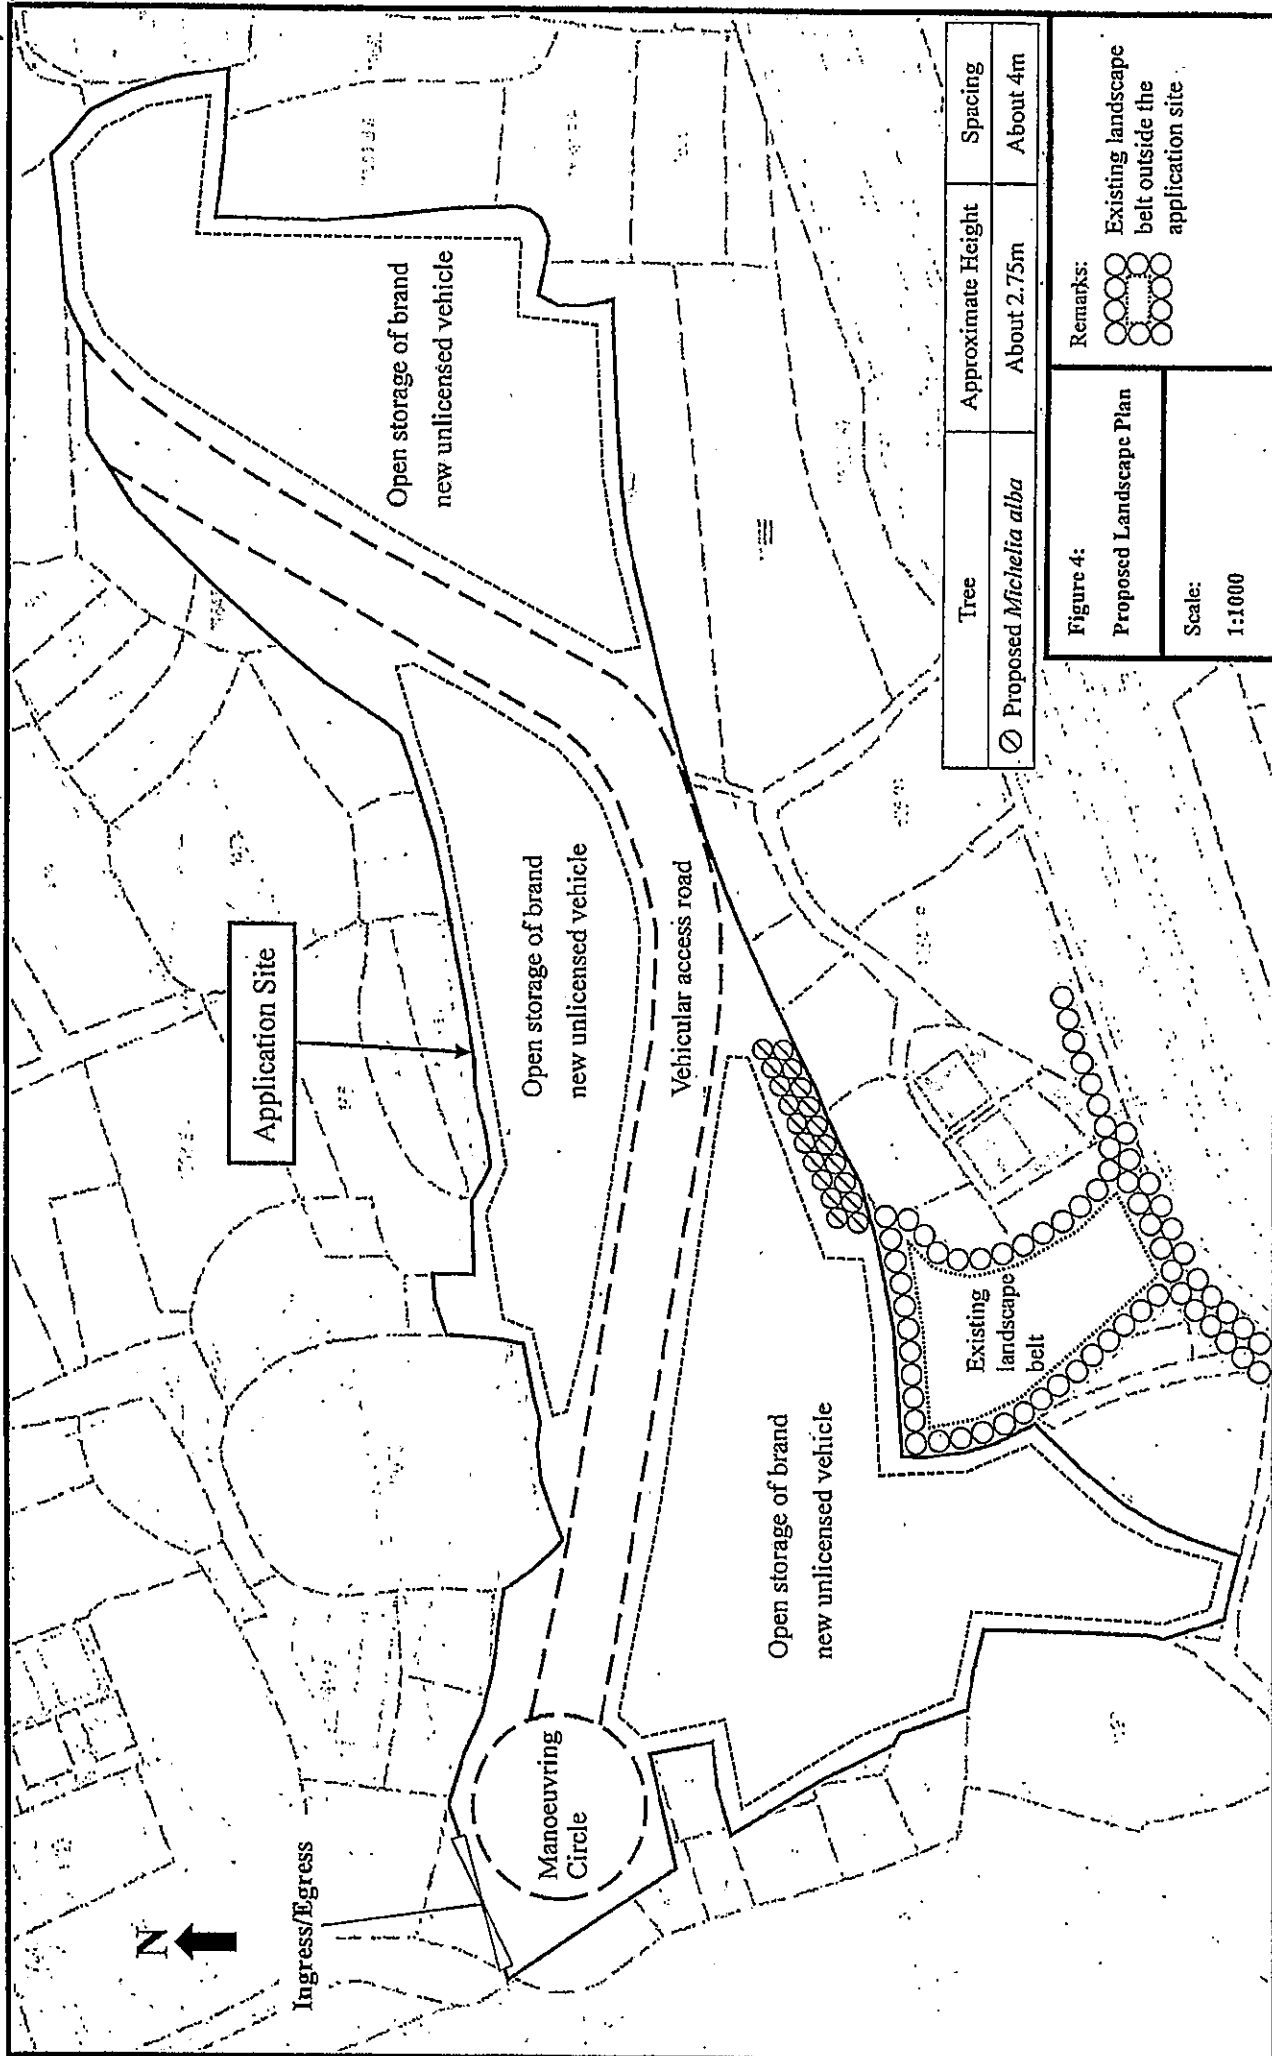 N
Ingress/Egress
Manoeuvring
Circle
Application Site
Open storage of brand
new unlicensed vehicle
Vehicular access road
Open storage of brand
new unlicensed vehicle
Open storage of brand
new unlicensed vehicle
Existing
landscape
belt
Tree
Approximate Height
Spacing
Proposed Michelia alba
About 2.75m
About 4m
Figure 4:
Proposed Landscape Plan
Scale:
1:1000
Remarks:
Existing landscape
belt outside the
application site